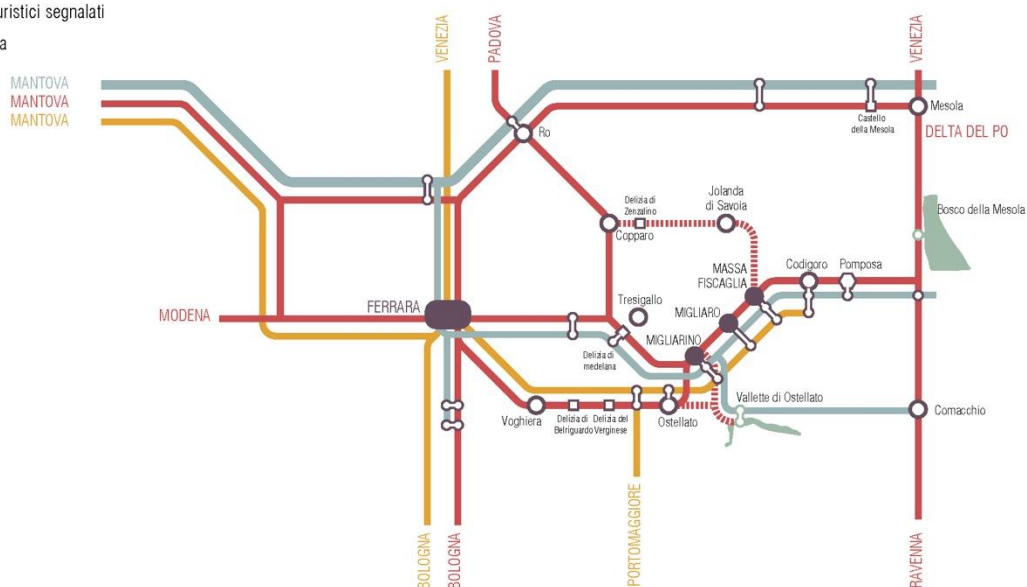 uristici segnalati
a
MANTOVA
MANTOVA
MANTOVA
VENEZIA
PADOVA
VENEZIA
Ro
Mesola
Castello
della Mesola
DELTA DEL PO
Delizia di
Zenzalino
Jolanda
di Savoia
Bosco della Mesola
Copparo
MASSA
FISCAGLIA
Codigoro
Pomposa
MODENA
FERRARA
Tresigallo
MIGLIARO
MIGLIARINO
Delizia di
medelana
Vallette di Ostellato
Comacchio
Voghiera
Delizia di
Belriguardo
Delizia del
Verginese
Ostellato
BOLOGNA
BOLOGNA
PORTOMAGGIORE
RAVENNA